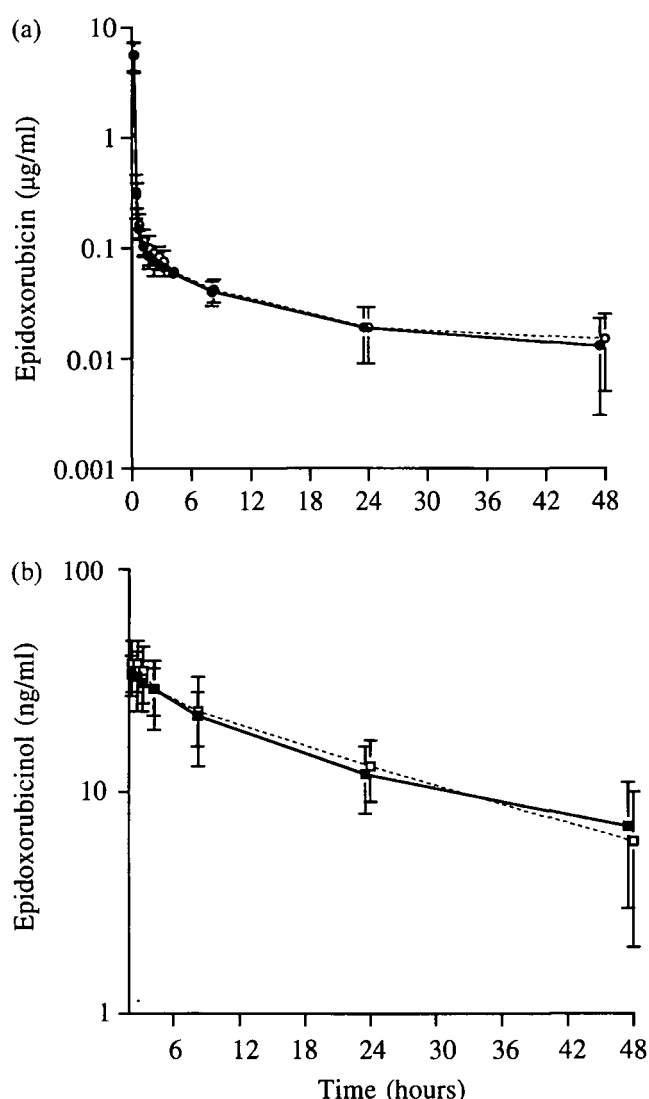 (a)
Epidoxorubicin (µg/ml)
10
1
0.1
0.01
0.001
0 6 12 18 24 30 36 42 48
(b)
Epidoxorubicinol (ng/ml)
100
10
1
6 12 18 24 30 36 42 48
Time (hours)